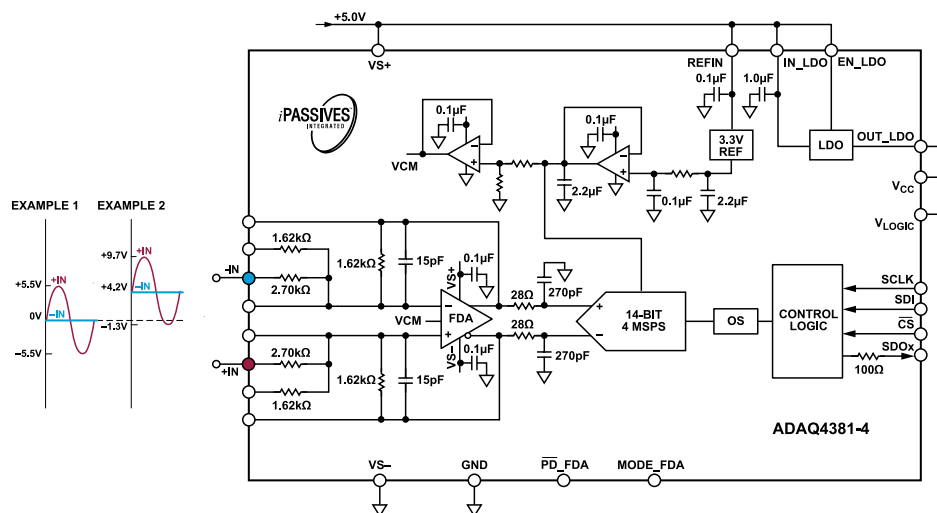 +5.0V
VS+
REFIN
IN_LDO
EN_LDO
0.1µF
1.0µF
iPASSIVES™
INTEGRATED
0.1µF
0.1µF
3.3V
REF
LDO
OUT_LDO
VCM
2.2µF
0.1µF
2.2µF
VCC
VLOGIC
EXAMPLE 1
EXAMPLE 2
+IN
+5.5V
0V
–IN
–5.5V
+9.7V
+IN
+4.2V
–IN
–1.3V
1.62kΩ
–IN
2.70kΩ
1.62kΩ
15pF
VS+
0.1µF
VCM
FDA
VS–
0.1µF
28Ω
270pF
28Ω
270pF
+IN
2.70kΩ
1.62kΩ
1.62kΩ
15pF
14-BIT
4 MSPS
OS
CONTROL
LOGIC
SCLK
SDI
CS
SDOx
100Ω
ADAQ4381-4
VS–
GND
PD_FDA
MODE_FDA